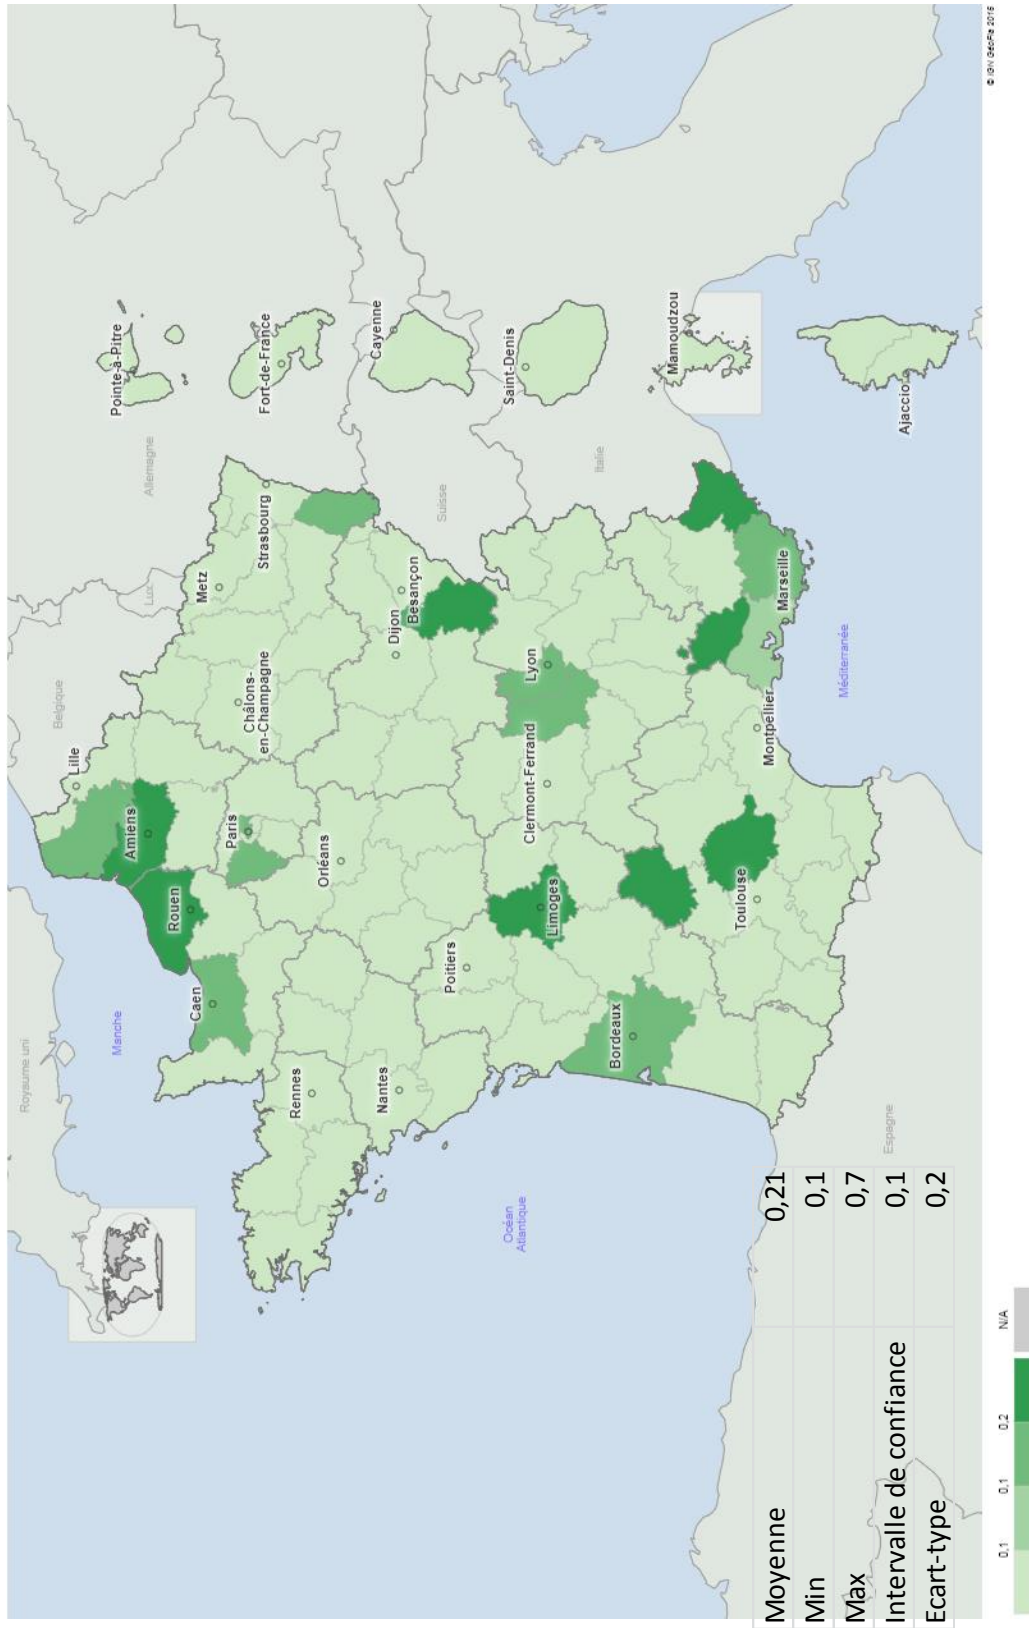 Royaume uni
Manche
Belgique
Lille
Amiens
Rouen
Caen
Lux
Allemagne
Metz
Strasbourg
Châlons-
en-Champagne
Paris
Rennes
Orléans
Nantes
Dijon
Besançon
Suisse
Poitiers
Limoges
Clermont-Ferrand
Lyon
Italie
Océan
Atlantique
Bordeaux
Toulouse
Montpellier
Marseille
Méditerranée
Espagne
Ajaccio
Pointe-à-Pitre
Fort-de-France
Cayenne
Saint-Denis
Mamoudzou
Moyenne 0,21
Min 0,1
Max 0,7
Intervalle de confiance 0,1
Ecart-type 0,2
0,1 0,1 0,2 N/A
© IGN GéoFla 2015